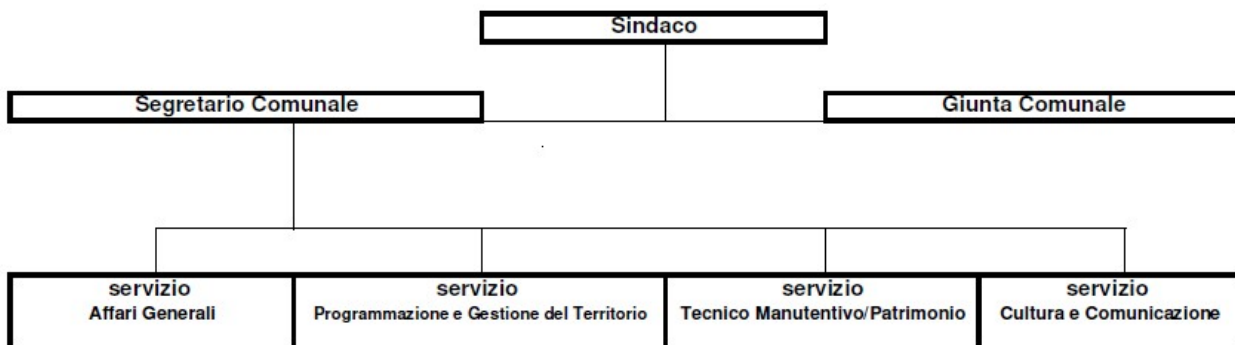 Sindaco
Segretario Comunale
Giunta Comunale
servizio
Affari Generali
servizio
Programmazione e Gestione del Territorio
servizio
Tecnico Manutentivo/Patrimonio
servizio
Cultura e Comunicazione